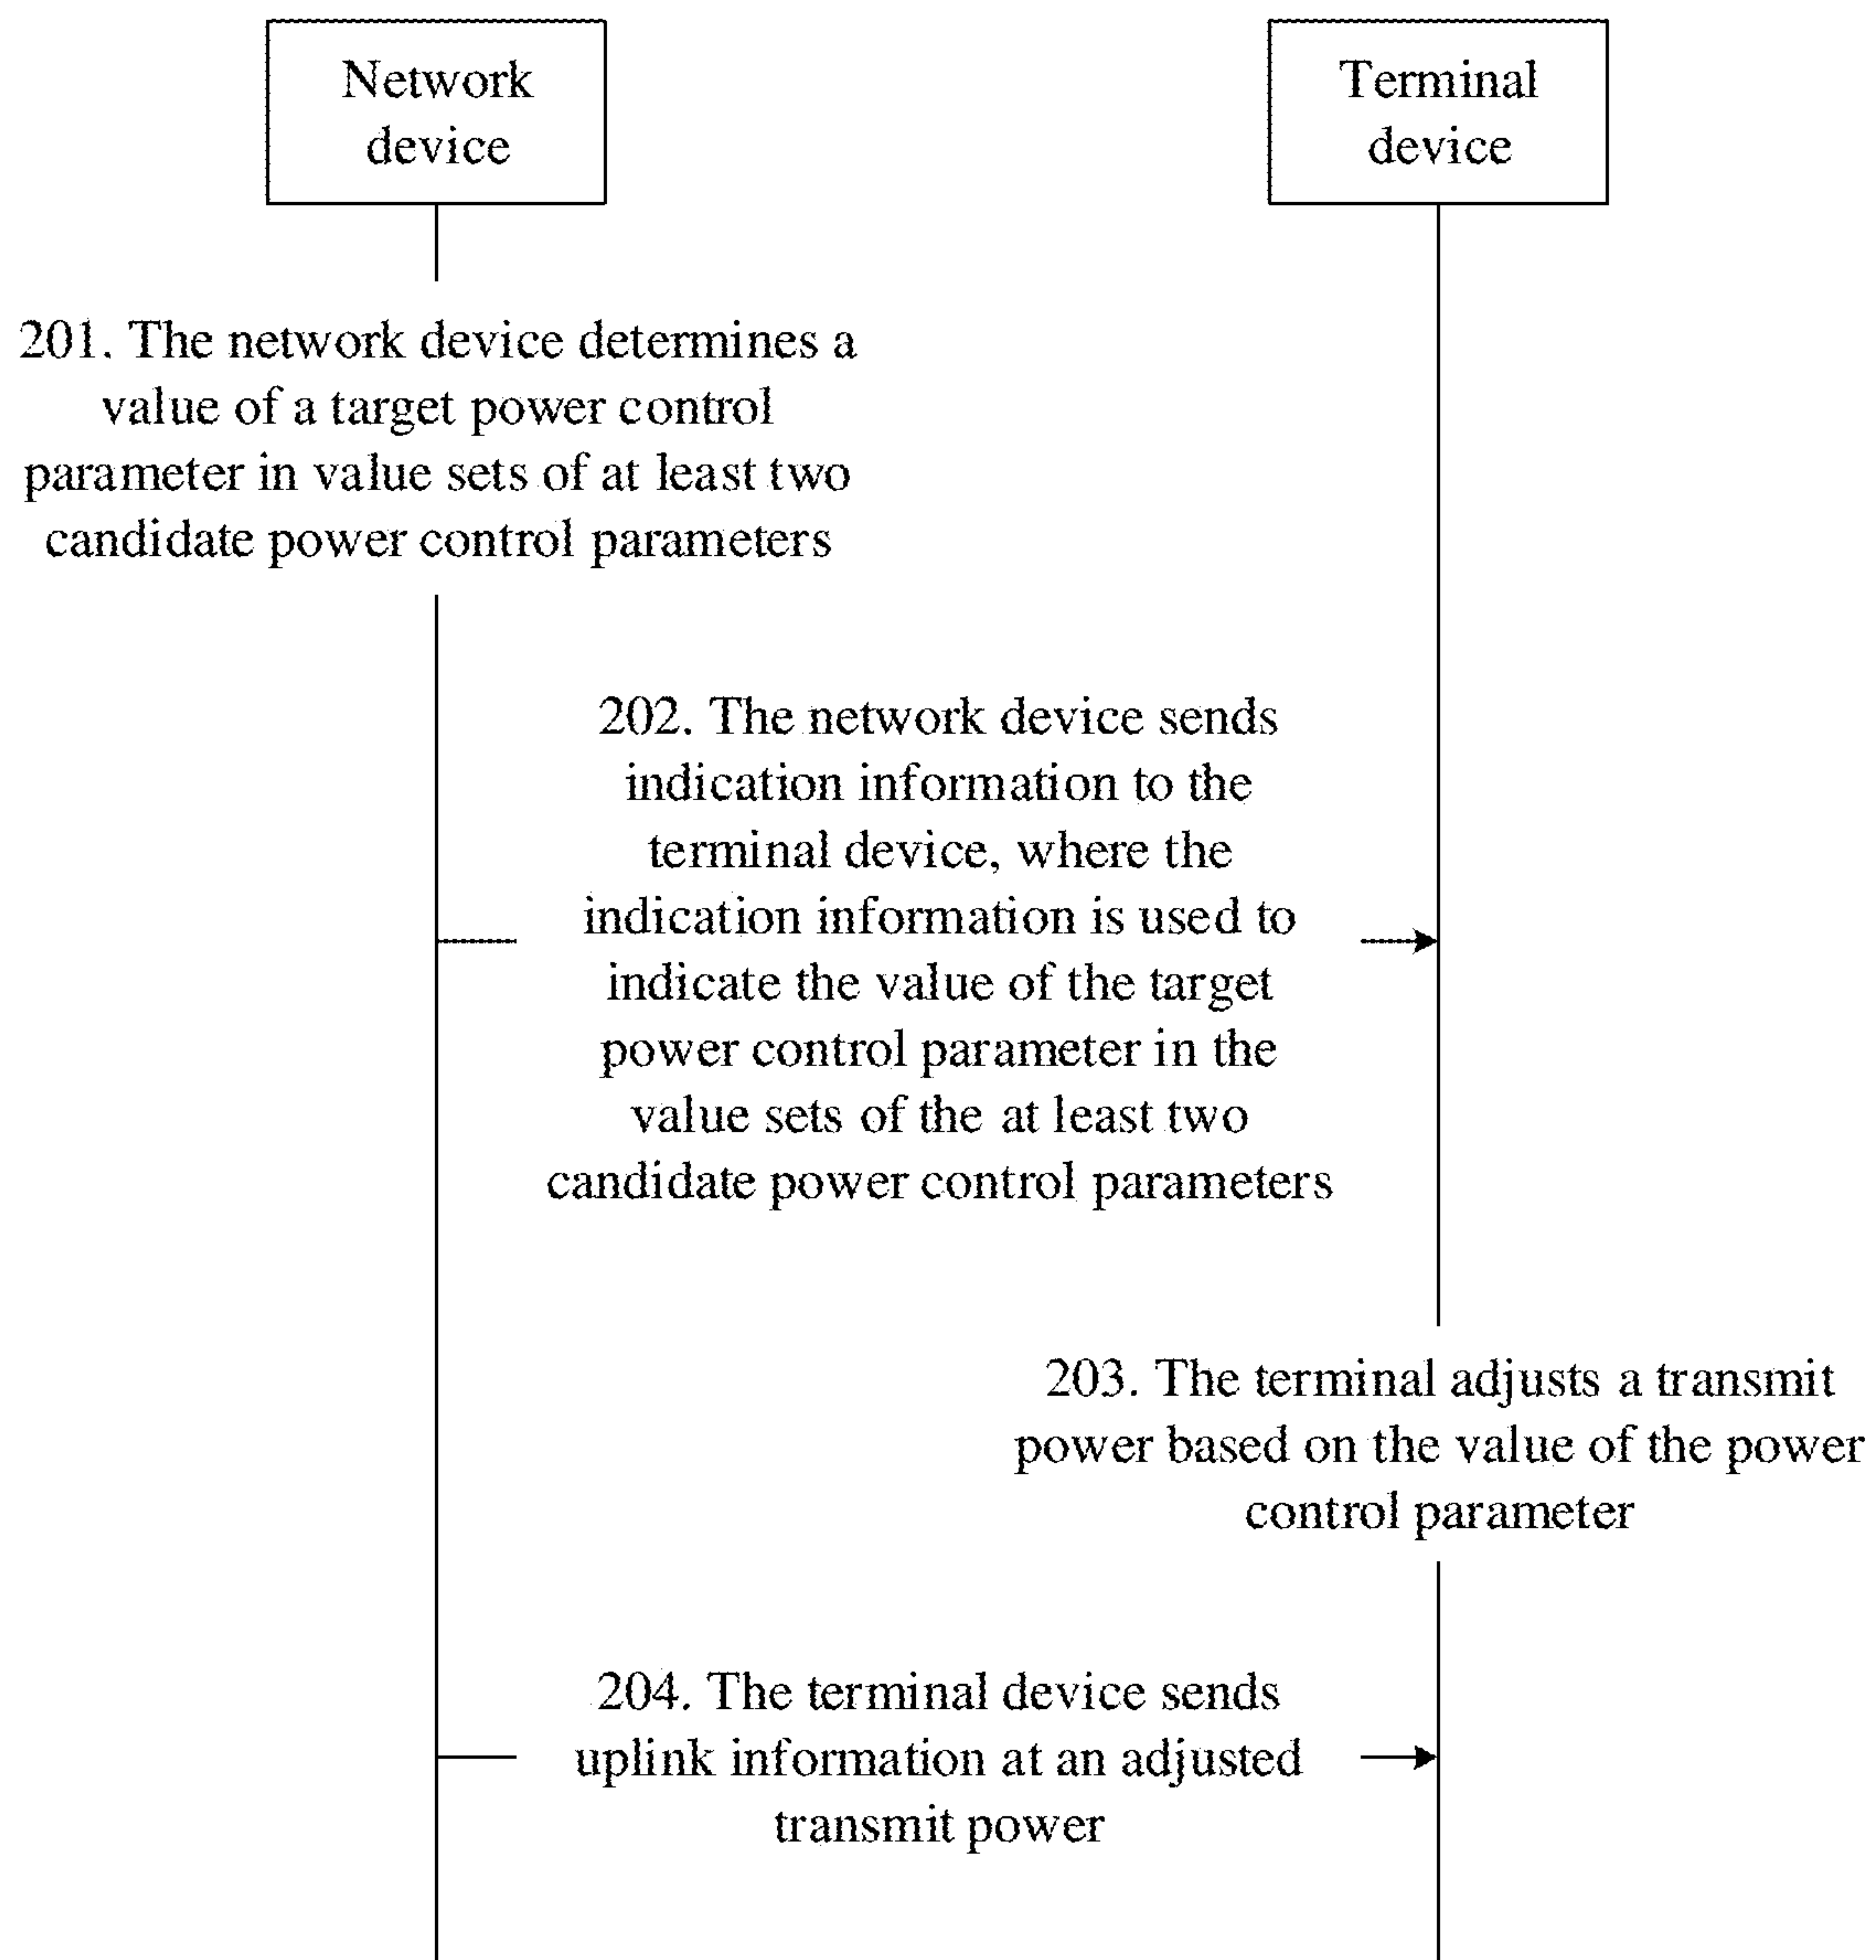 Network
device
Terminal
device
201. The network device determines a
value of a target power control
parameter in value sets of at least two
candidate power control parameters
202. The network device sends
indication information to the
terminal device, where the
indication information is used to
indicate the value of the target
power control parameter in the
value sets of the at least two
candidate power control parameters
203. The terminal adjusts a transmit
power based on the value of the power
control parameter
204. The terminal device sends
uplink information at an adjusted
transmit power